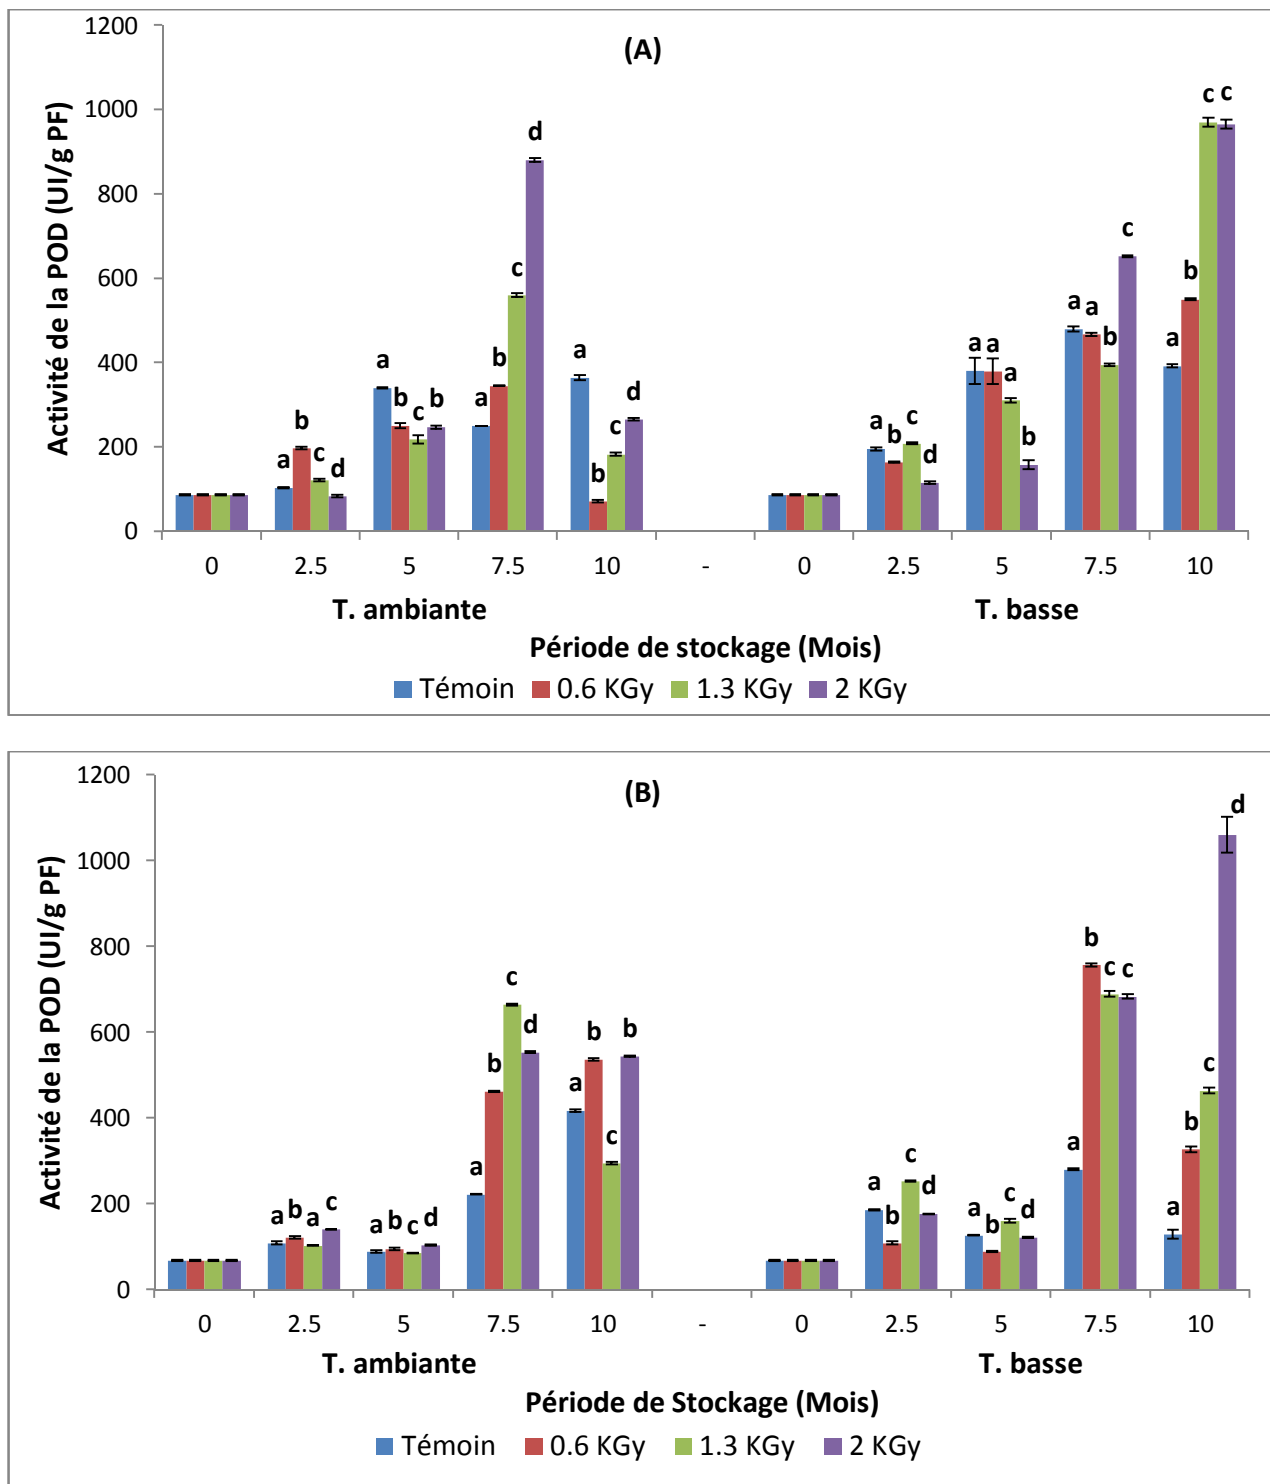 (A)
Activité de la POD (UI/g PF)
1200
1000
800
600
400
200
0
a b c d
a b c b
a b c d
a b c d
a b c d
a a a b
a a b c
a b c c
0 2.5 5 7.5 10 - 0 2.5 5 7.5 10
T. ambiante T. basse
Période de stockage (Mois)
Témoin 0.6 KGy 1.3 KGy 2 KGy
(B)
Activité de la POD (UI/g PF)
1200
1000
800
600
400
200
0
a b a c
a b c d
a b c d
a b c b
a b c d
a b c d
a b c c
a b c d
0 2.5 5 7.5 10 - 0 2.5 5 7.5 10
T. ambiante T. basse
Période de Stockage (Mois)
Témoin 0.6 KGy 1.3 KGy 2 KGy